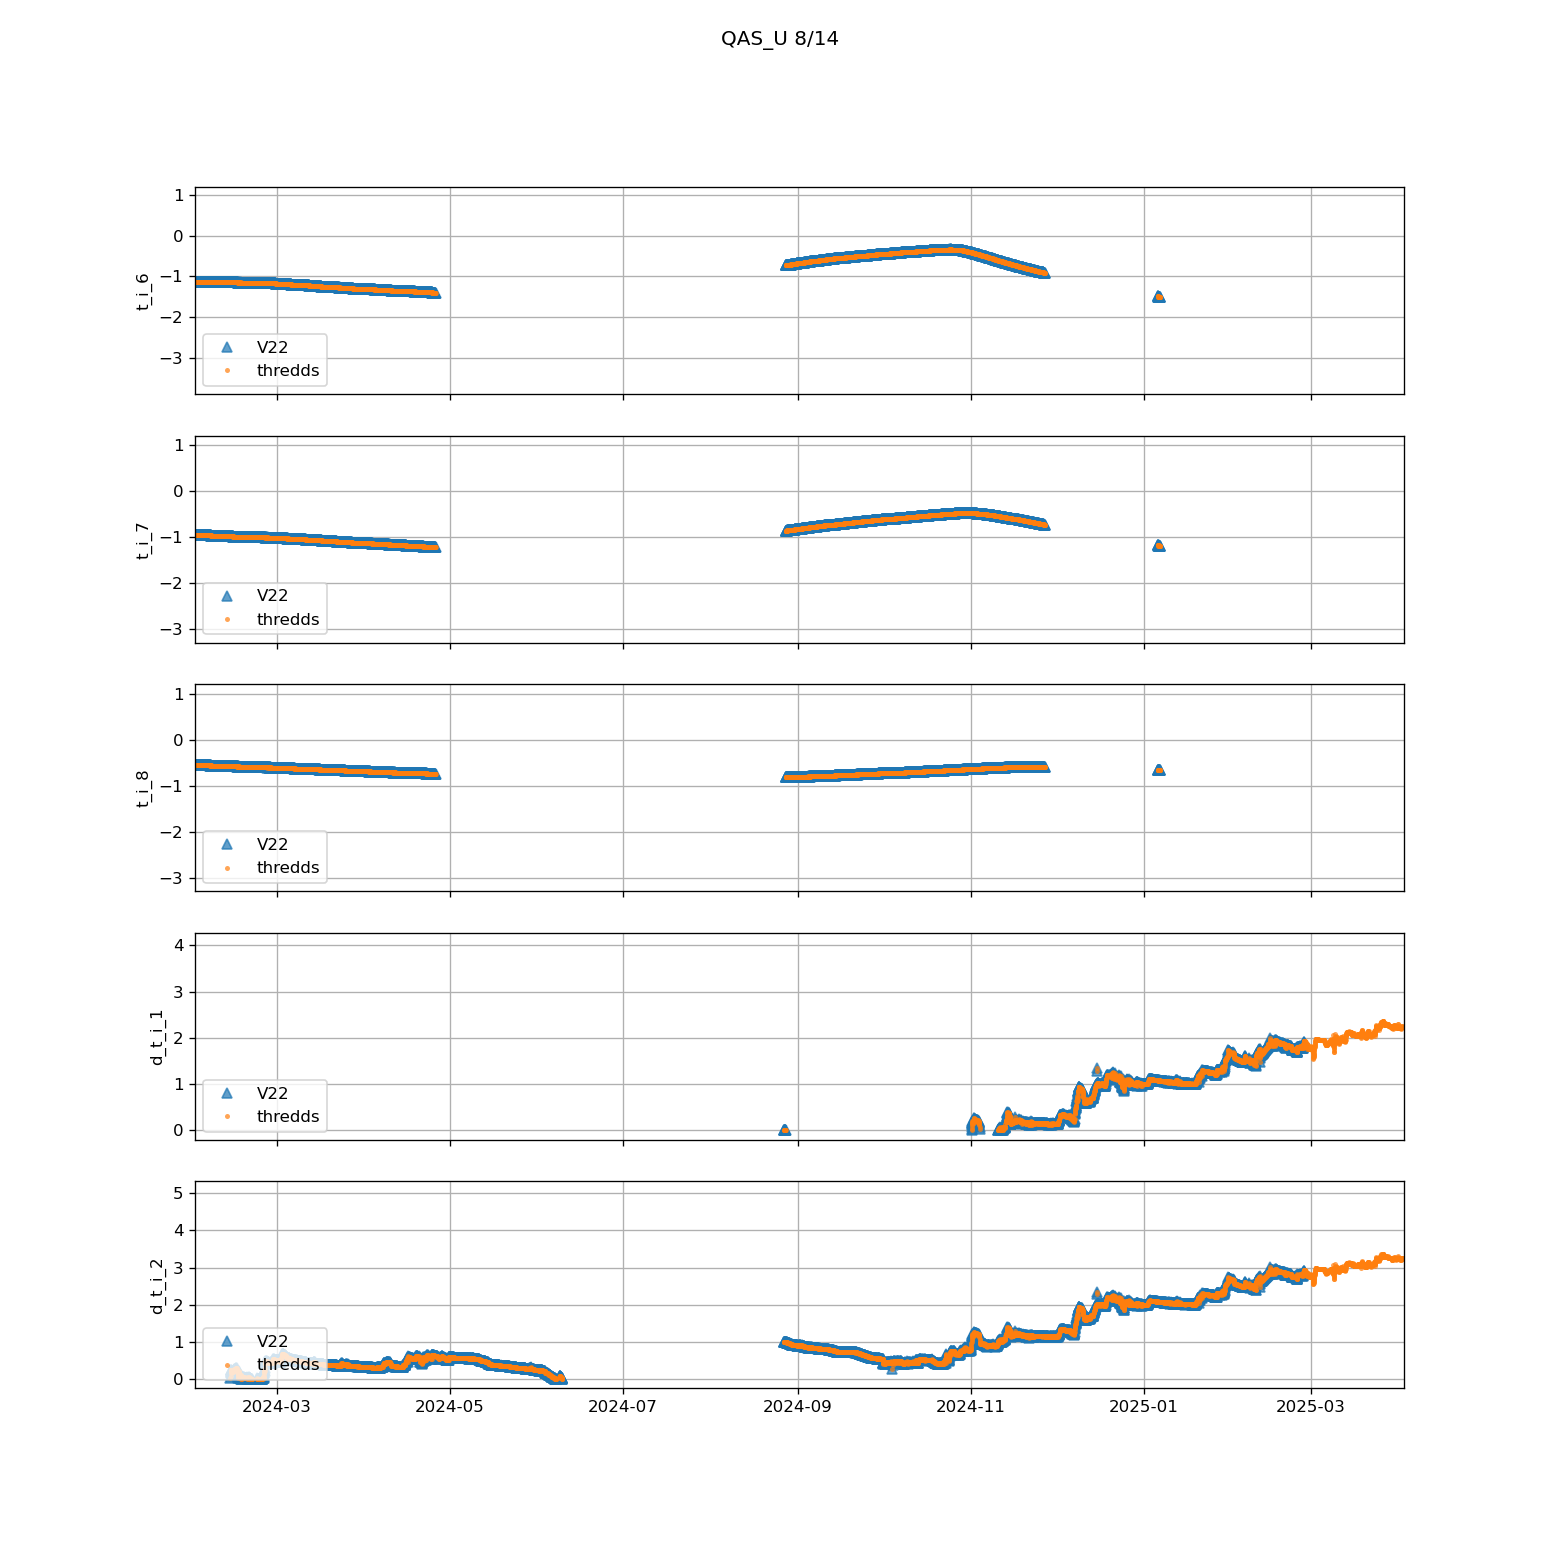 QAS_U 8/14
1
0
−1
−2
−3
t_i_6
V22
thredds
1
0
−1
−2
−3
t_i_7
V22
thredds
1
0
−1
−2
−3
t_i_8
V22
thredds
4
3
2
1
0
d_t_i_1
V22
thredds
5
4
3
2
1
0
d_t_i_2
V22
thredds
2024-03 2024-05 2024-07 2024-09 2024-11 2025-01 2025-03